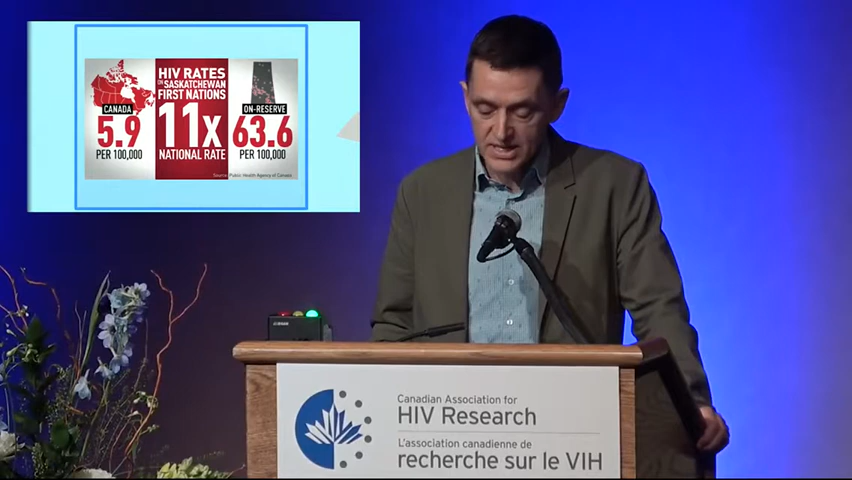 HIV RATES
ON SASKATCHEWAN
FIRST NATIONS
CANADA
5.9
PER 100,000
11x
NATIONAL RATE
ON-RESERVE
63.6
PER 100,000
Source: Public Health Agency of Canada
Canadian Association for
HIV Research
L'association canadienne de
recherche sur le VIH